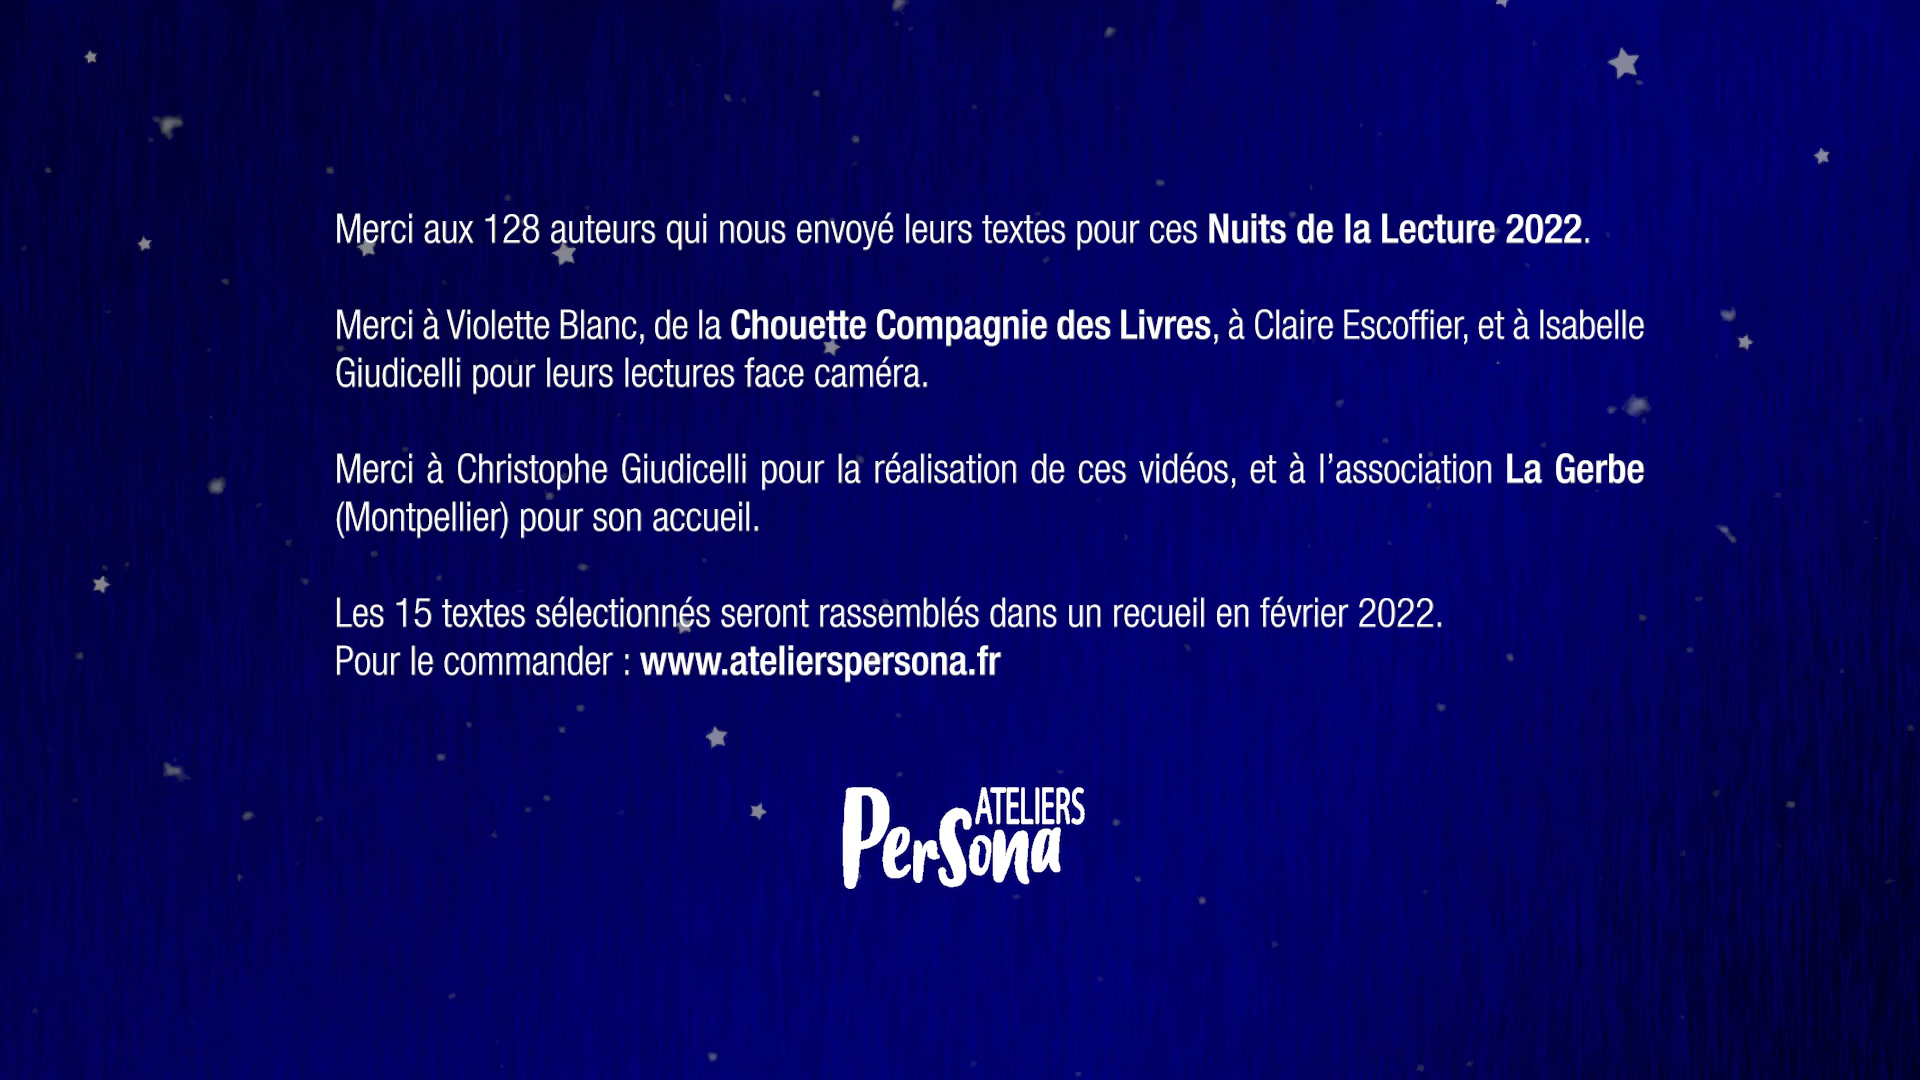 Merci aux 128 auteurs qui nous envoyé leurs textes pour ces Nuits de la Lecture 2022.
Merci à Violette Blanc, de la Chouette Compagnie des Livres, à Claire Escoffier, et à Isabelle
Giudicelli pour leurs lectures face caméra.
Merci à Christophe Giudicelli pour la réalisation de ces vidéos, et à l’association La Gerbe
(Montpellier) pour son accueil.
Les 15 textes sélectionnés seront rassemblés dans un recueil en février 2022.
Pour le commander : www.atelierspersona.fr
ATELIERS
PerSona